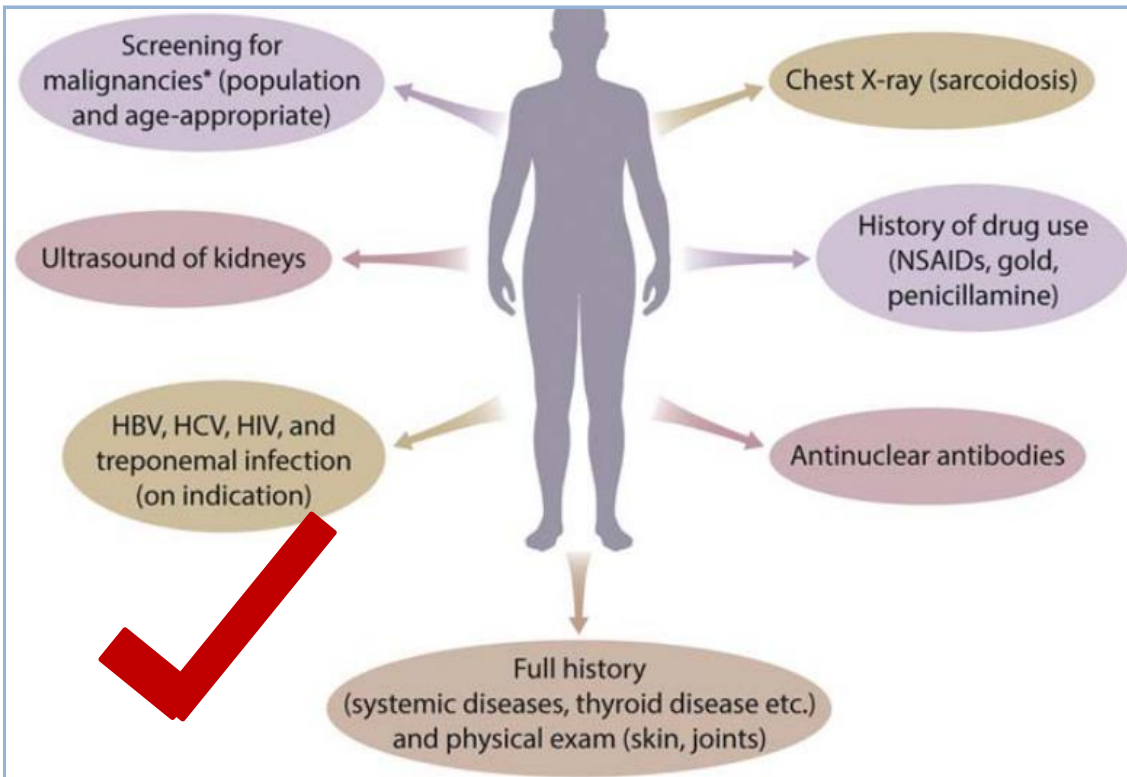 Screening for
malignancies* (population
and age-appropriate)
Chest X-ray (sarcoidosis)
Ultrasound of kidneys
History of drug use
(NSAIDs, gold,
penicillamine)
HBV, HCV, HIV, and
treponemal infection
(on indication)
Antinuclear antibodies
Full history
(systemic diseases, thyroid disease etc.)
and physical exam (skin, joints)